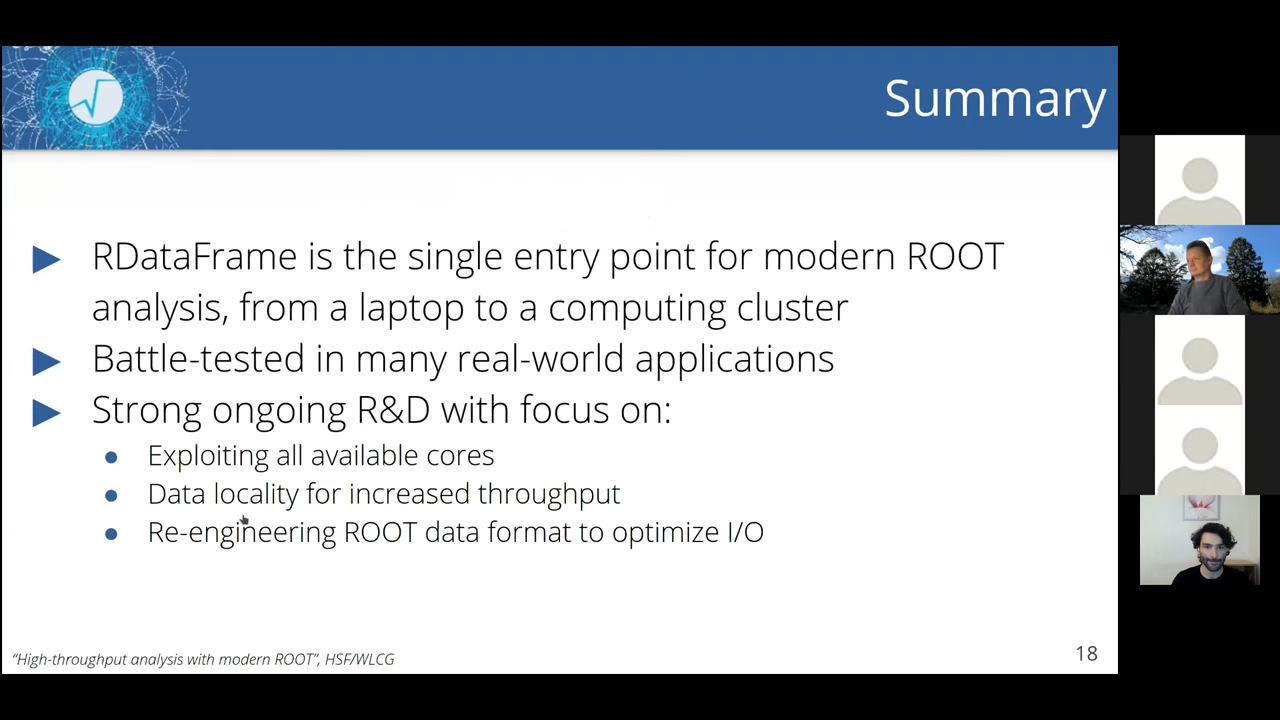 Summary
RDataFrame is the single entry point for modern ROOT
analysis, from a laptop to a computing cluster
Battle-tested in many real-world applications
Strong ongoing R&D with focus on:
Exploiting all available cores
Data locality for increased throughput
Re-engineering ROOT data format to optimize I/O
"High-throughput analysis with modern ROOT", HSF/WLCG
18